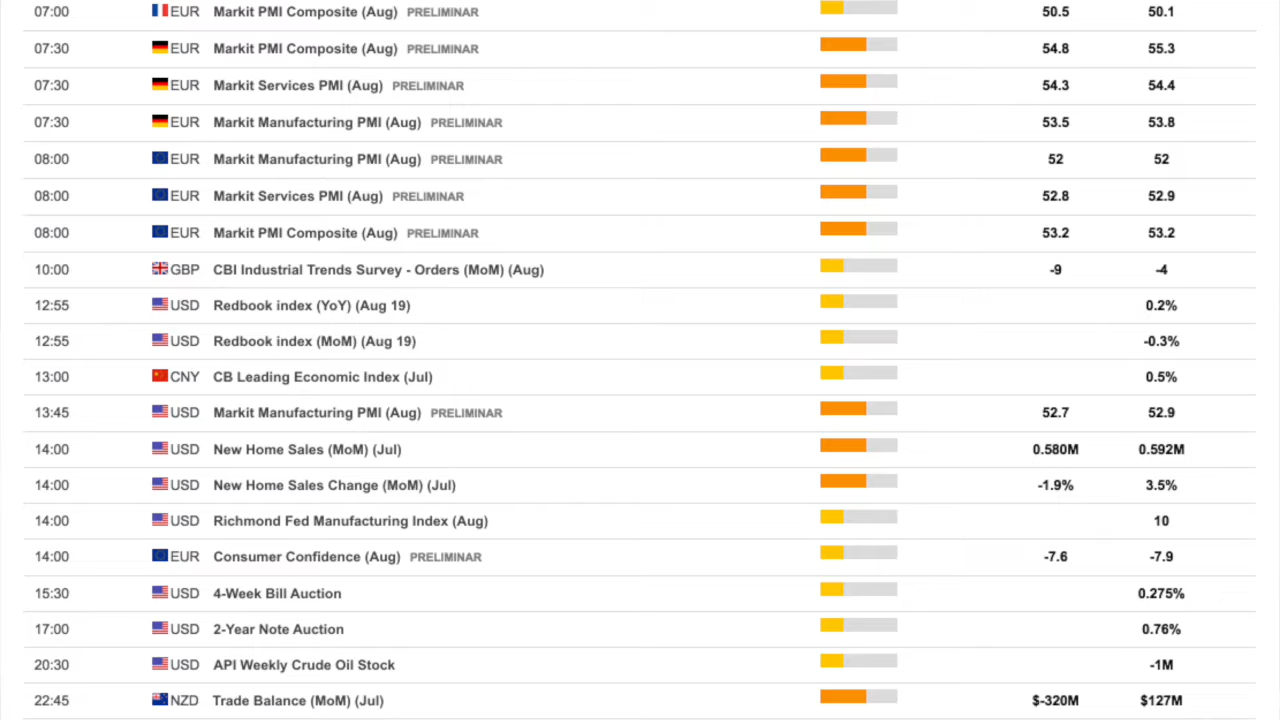 07:00 EUR Markit PMI Composite (Aug) PRELIMINAR 50.5 50.1
07:30 EUR Markit PMI Composite (Aug) PRELIMINAR 54.8 55.3
07:30 EUR Markit Services PMI (Aug) PRELIMINAR 54.3 54.4
07:30 EUR Markit Manufacturing PMI (Aug) PRELIMINAR 53.5 53.8
08:00 EUR Markit Manufacturing PMI (Aug) PRELIMINAR 52 52
08:00 EUR Markit Services PMI (Aug) PRELIMINAR 52.8 52.9
08:00 EUR Markit PMI Composite (Aug) PRELIMINAR 53.2 53.2
10:00 GBP CBI Industrial Trends Survey - Orders (MoM) (Aug) -9 -4
12:55 USD Redbook index (YoY) (Aug 19) 0.2%
12:55 USD Redbook index (MoM) (Aug 19) -0.3%
13:00 CNY CB Leading Economic Index (Jul) 0.5%
13:45 USD Markit Manufacturing PMI (Aug) PRELIMINAR 52.7 52.9
14:00 USD New Home Sales (MoM) (Jul) 0.580M 0.592M
14:00 USD New Home Sales Change (MoM) (Jul) -1.9% 3.5%
14:00 USD Richmond Fed Manufacturing Index (Aug) 10
14:00 EUR Consumer Confidence (Aug) PRELIMINAR -7.6 -7.9
15:30 USD 4-Week Bill Auction 0.275%
17:00 USD 2-Year Note Auction 0.76%
20:30 USD API Weekly Crude Oil Stock -1M
22:45 NZD Trade Balance (MoM) (Jul) $-320M $127M